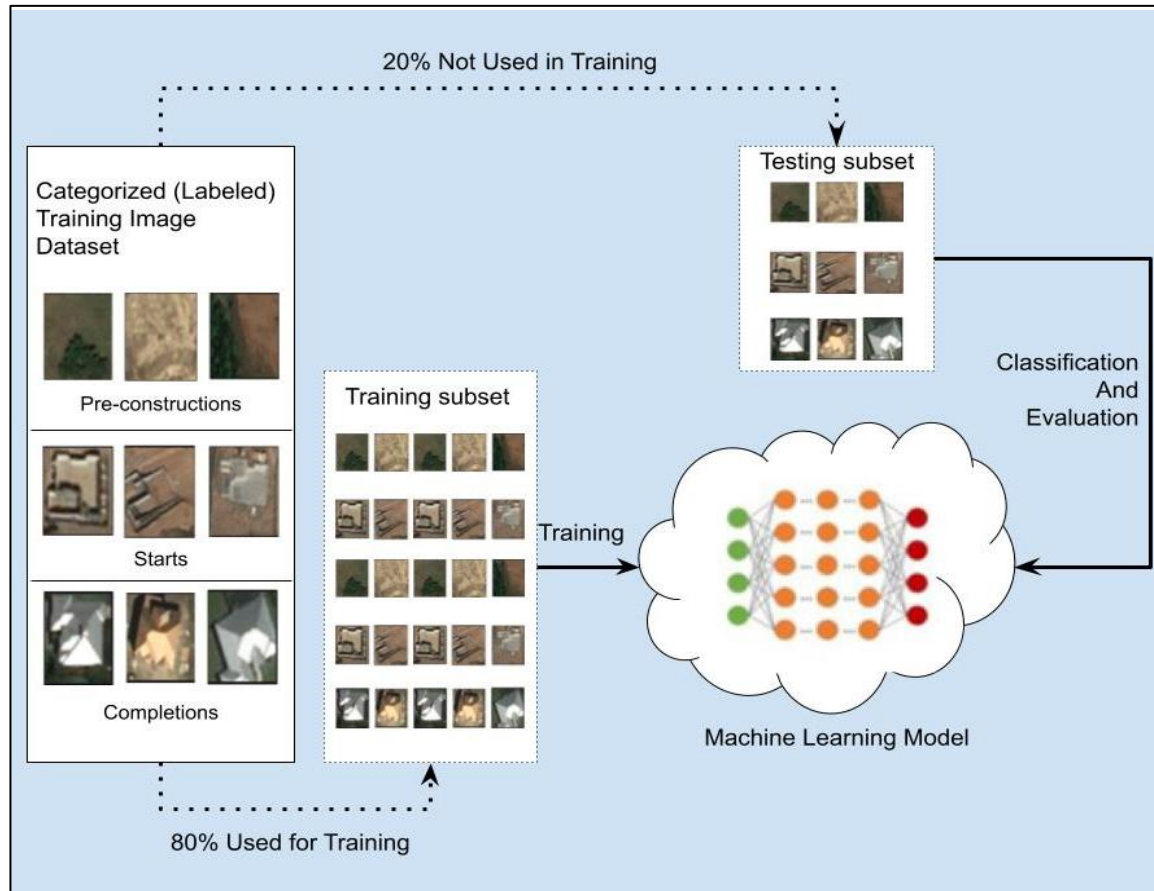 20% Not Used in Training
Categorized (Labeled)
Training Image
Dataset
Pre-constructions
Starts
Completions
Training subset
Training
Testing subset
Classification
And
Evaluation
Machine Learning Model
80% Used for Training